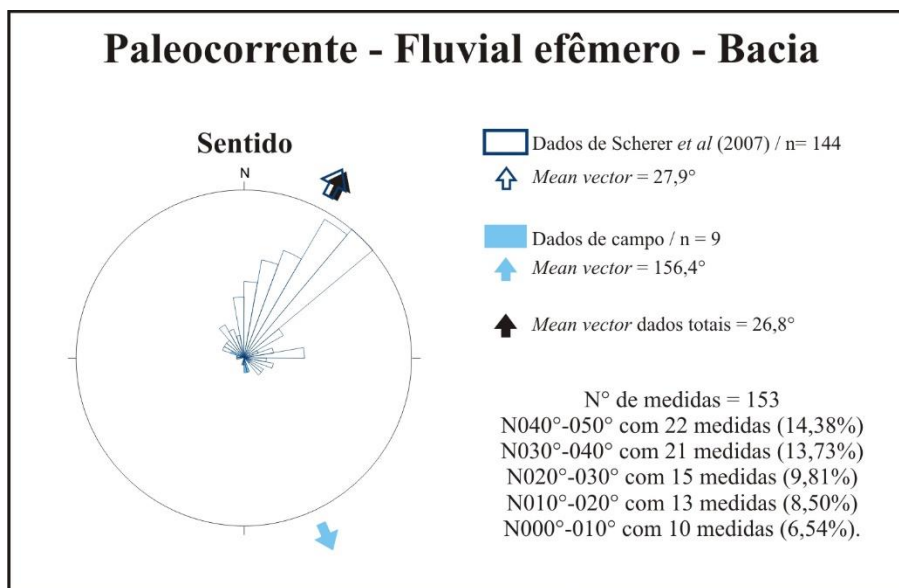 Paleocorrente - Fluvial efêmero - Bacia
Sentido
N
Dados de Scherer et al (2007) / n= 144
Mean vector = 27,9°
Dados de campo / n = 9
Mean vector = 156,4°
Mean vector dados totais = 26,8°
N° de medidas = 153
N040°-050° com 22 medidas (14,38%)
N030°-040° com 21 medidas (13,73%)
N020°-030° com 15 medidas (9,81%)
N010°-020° com 13 medidas (8,50%)
N000°-010° com 10 medidas (6,54%).